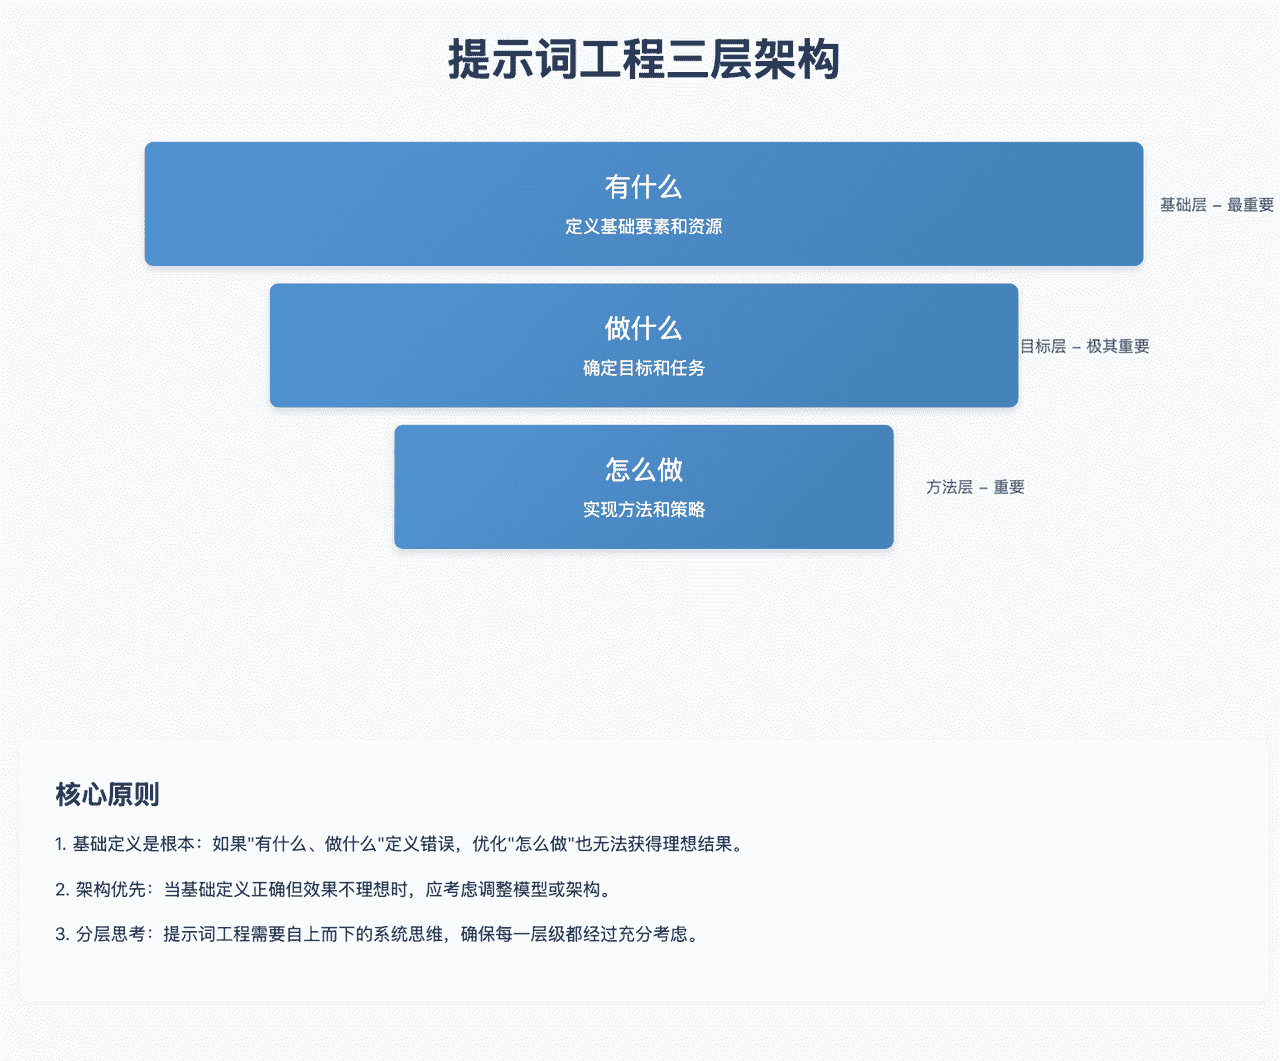 提示词工程三层架构
有什么
定义基础要素和资源
基础层 – 最重要
做什么
确定目标和任务
目标层 – 极其重要
怎么做
实现方法和策略
方法层 – 重要
核心原则
1. 基础定义是根本：如果"有什么、做什么"定义错误，优化"怎么做"也无法获得理想结果。
2. 架构优先：当基础定义正确但效果不理想时，应考虑调整模型或架构。
3. 分层思考：提示词工程需要自上而下的系统思维，确保每一层级都经过充分考虑。